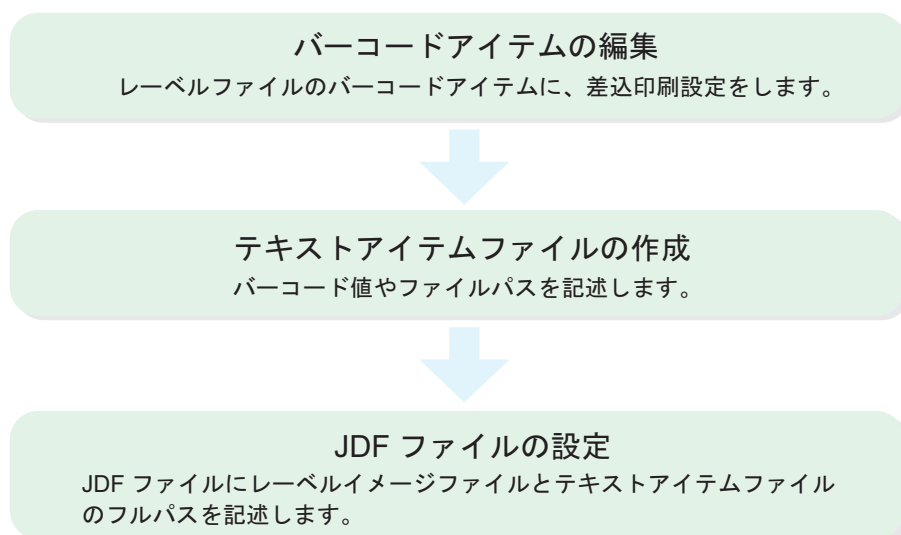 バーコードアイテムの編集
レーベルファイルのバーコードアイテムに、差込印刷設定をします。
テキストアイテムファイルの作成
バーコード値やファイルパスを記述します。
JDF ファイルの設定
JDF ファイルにレーベルイメージファイルとテキストアイテムファイル
のフルパスを記述します。